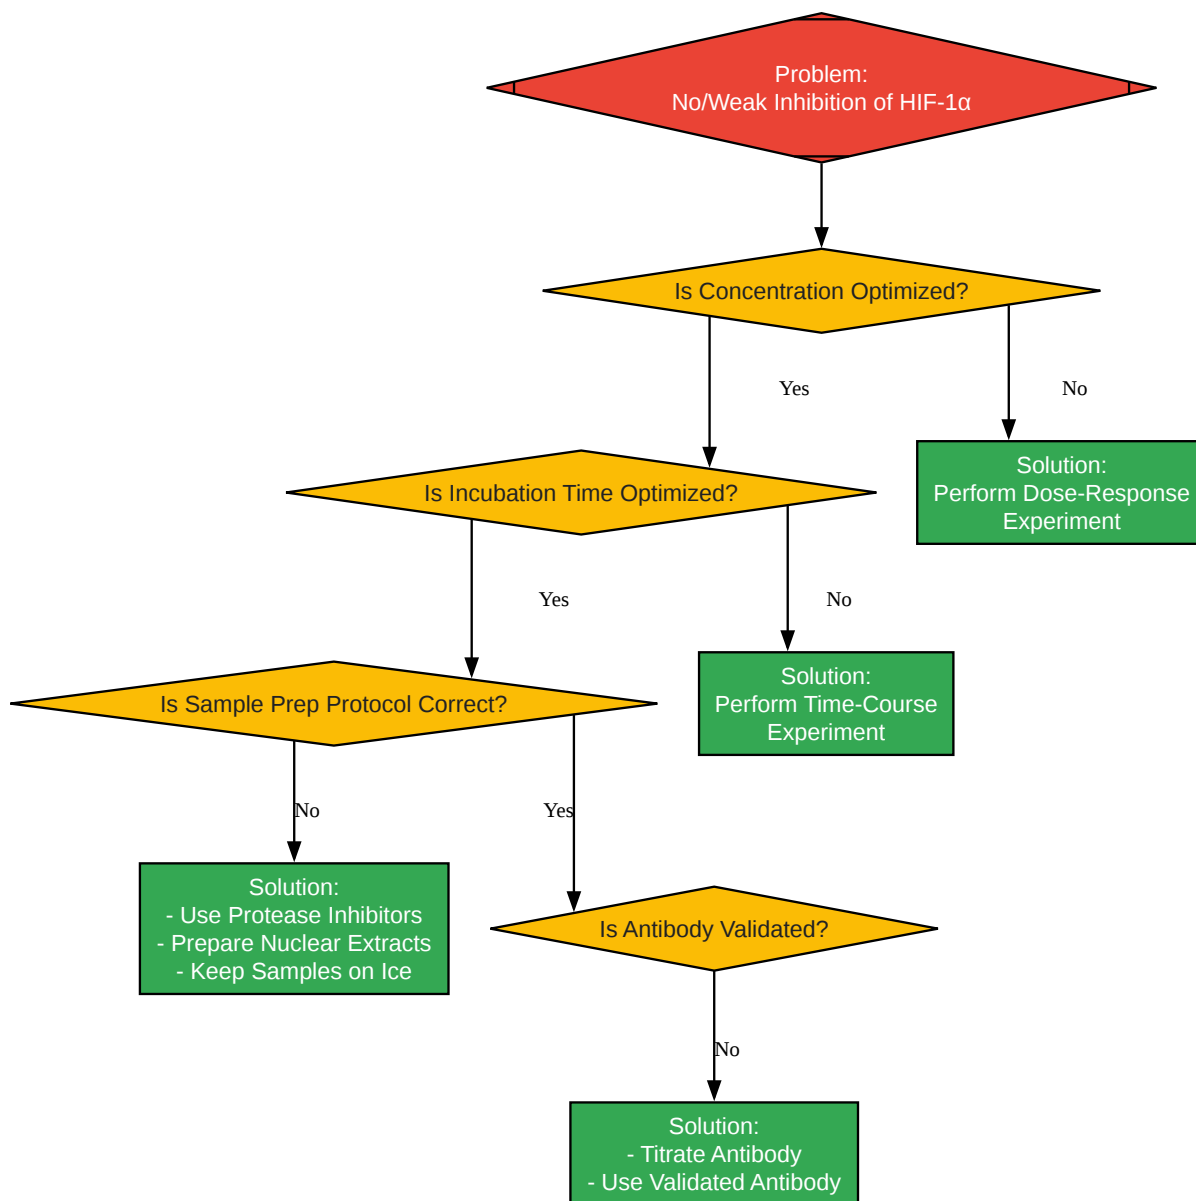 Problem:
No/Weak Inhibition of HIF-1α
Is Concentration Optimized?
Yes
No
Solution:
Perform Dose-Response
Experiment
Is Incubation Time Optimized?
Yes
No
Solution:
Perform Time-Course
Experiment
Is Sample Prep Protocol Correct?
No
Yes
Solution:
- Use Protease Inhibitors
- Prepare Nuclear Extracts
- Keep Samples on Ice
Is Antibody Validated?
No
Solution:
- Titrate Antibody
- Use Validated Antibody